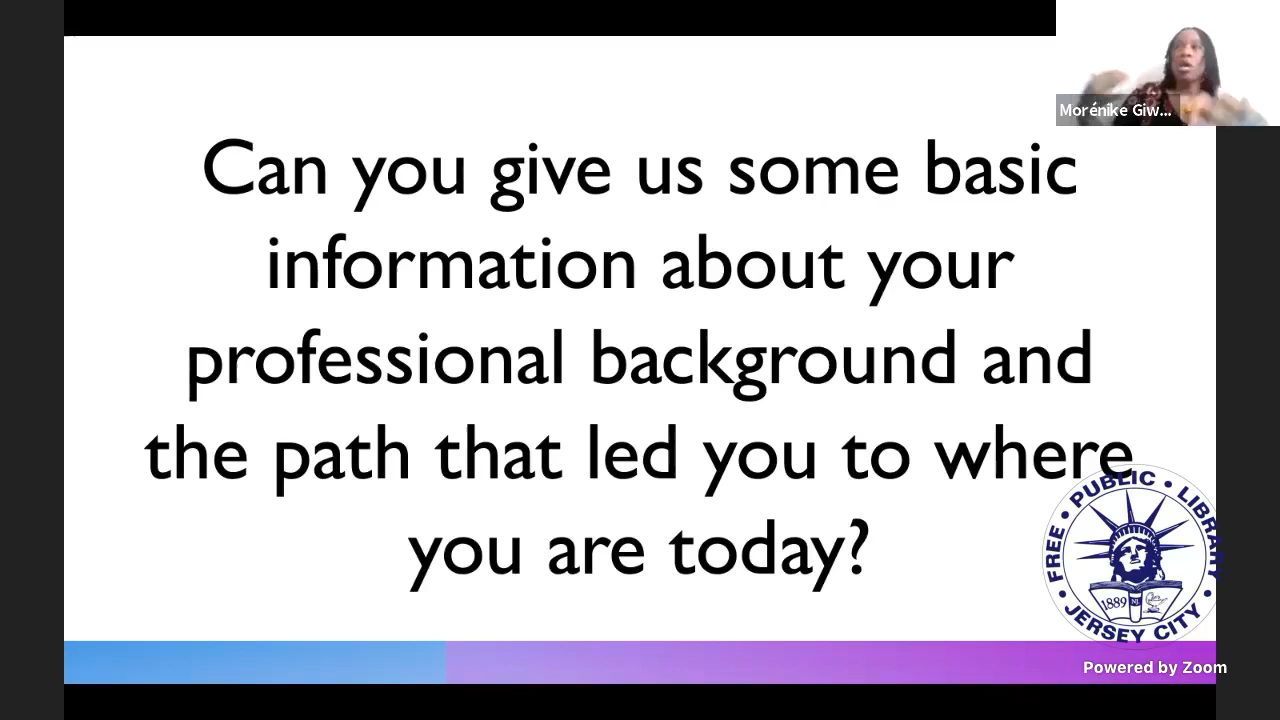 Morénike Giw...
Can you give us some basic
information about your
professional background and
the path that led you to where
you are today?
FREE • PUBLIC • LIBRARY
1889 NJ
• JERSEY CITY •
Powered by Zoom